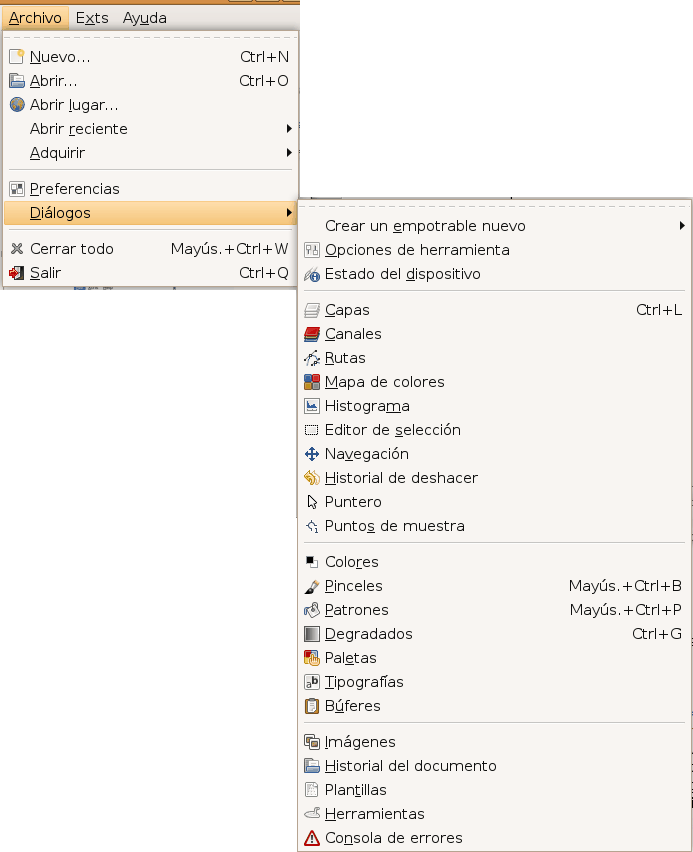 Archivo Exts Ayuda
Nuevo... Ctrl+N
Abrir... Ctrl+O
Abrir lugar...
Abrir reciente
Adquirir
Preferencias
Diálogos
Cerrar todo Mayús.+Ctrl+W
Salir Ctrl+Q
Crear un empotrable nuevo
Opciones de herramienta
Estado del dispositivo
Capas Ctrl+L
Canales
Rutas
Mapa de colores
Histograma
Editor de selección
Navegación
Historial de deshacer
Puntero
Puntos de muestra
Colores
Pinceles Mayús.+Ctrl+B
Patrones Mayús.+Ctrl+P
Degradados Ctrl+G
Paletas
Tipografías
Búferes
Imágenes
Historial del documento
Plantillas
Herramientas
Consola de errores